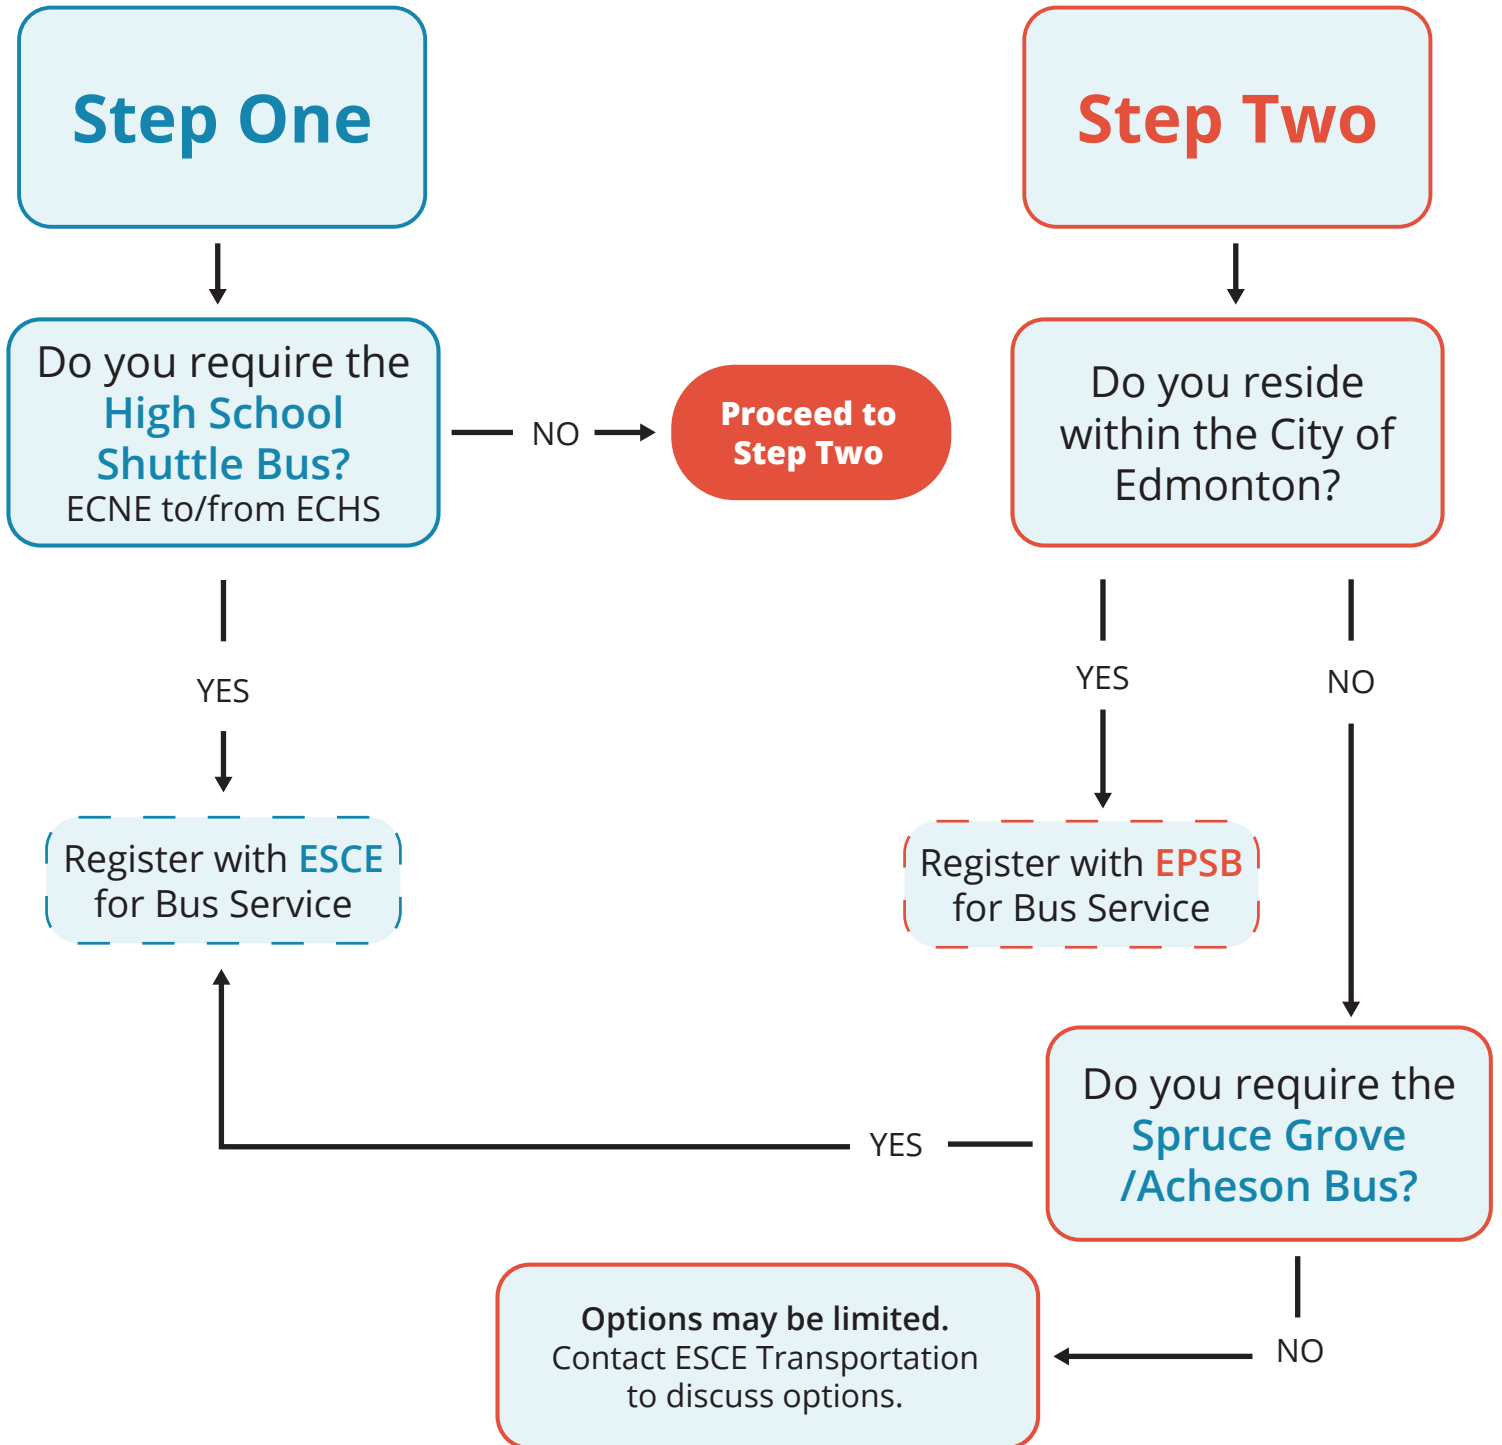 Step One
Step Two
Do you require the
High School
Shuttle Bus?
ECNE to/from ECHS
NO
Proceed to
Step Two
Do you reside
within the City of
Edmonton?
YES
YES
NO
Register with ESCE
for Bus Service
Register with EPSB
for Bus Service
Do you require the
Spruce Grove
/Acheson Bus?
YES
NO
Options may be limited.
Contact ESCE Transportation
to discuss options.